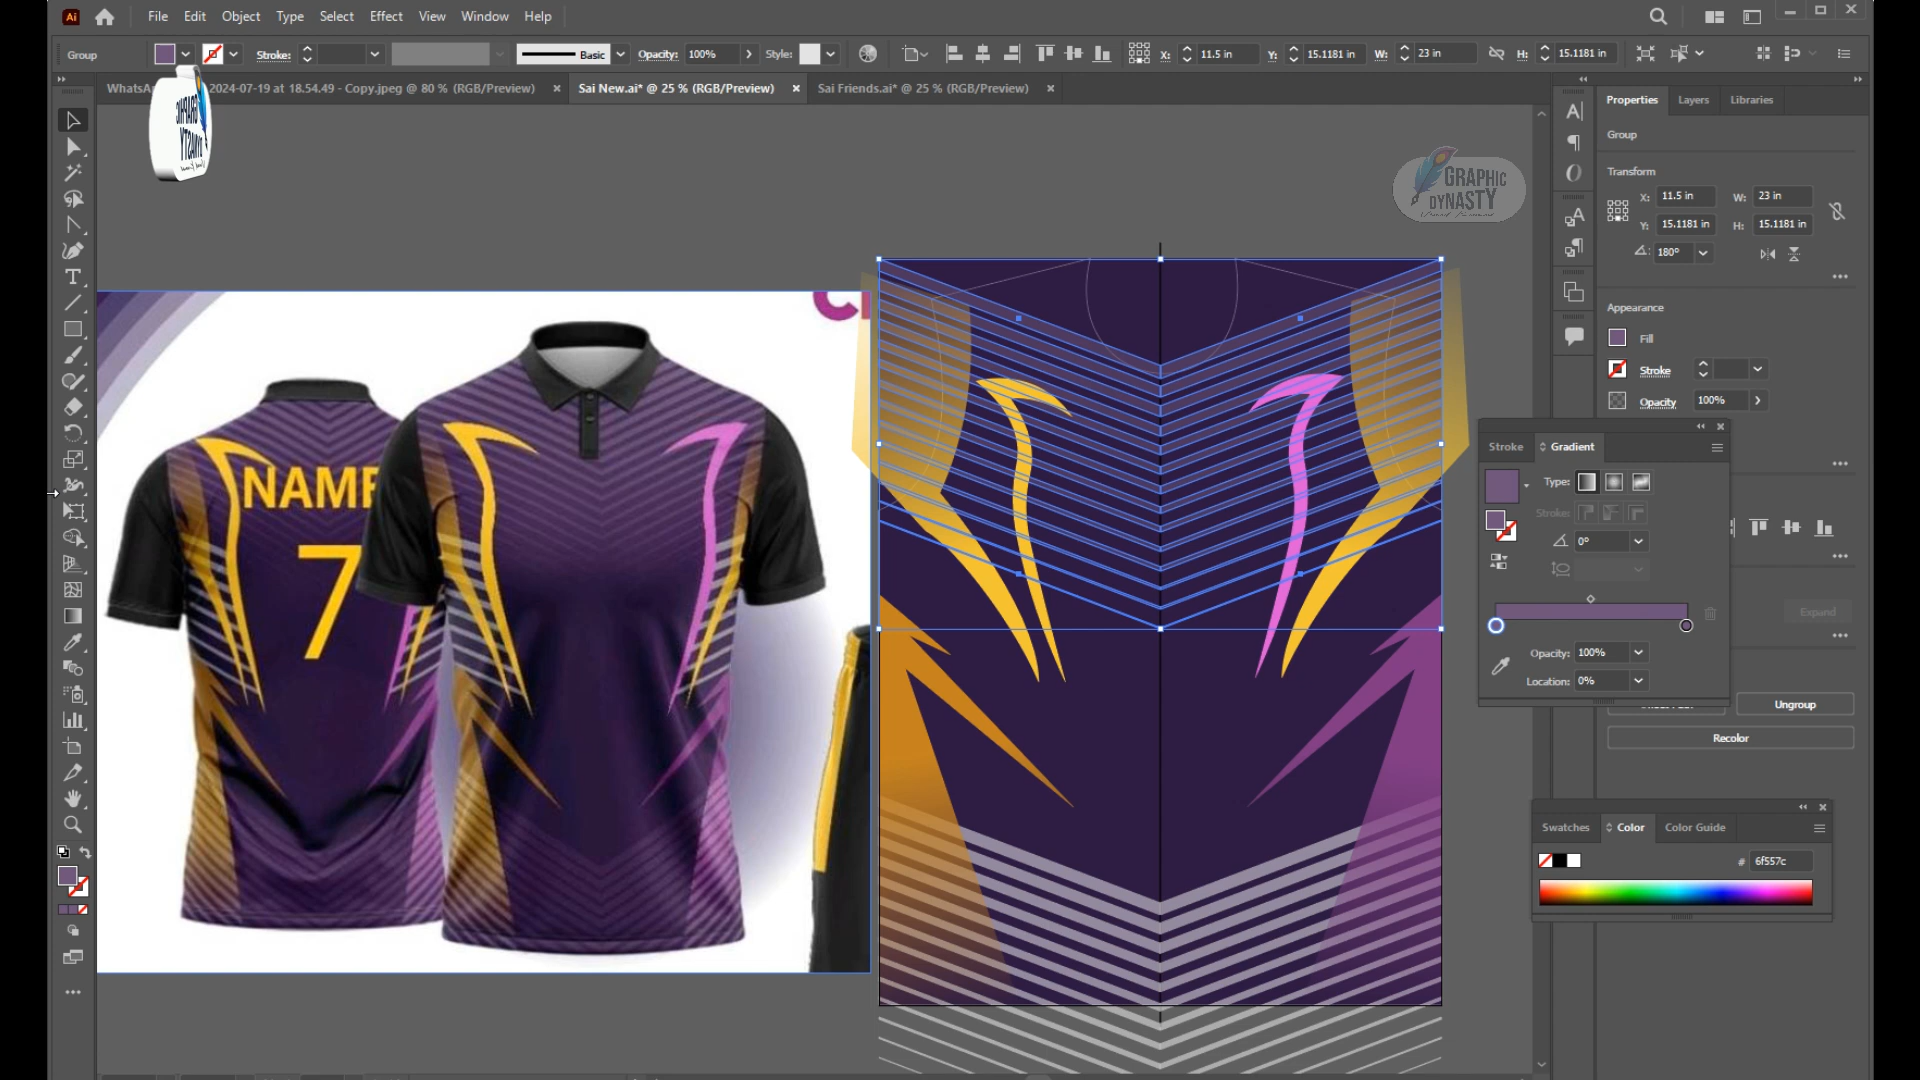 Ai File Edit Object Type Select Effect View Window Help
Group Stroke: Basic Opacity: 100% Style: X: 11.5 in Y: 15.1181 in W: 23 in H: 15.1181 in
2024-07-19 at 18.54.49 - Copy.jpeg @ 80 % (RGB/Preview) Sai New.ai* @ 25 % (RGB/Preview) Sai Friends.ai* @ 25 % (RGB/Preview)
Properties Layers Libraries
Group
Transform
X: 11.5 in W: 23 in
Y: 15.1181 in H: 15.1181 in
180°
Appearance
Fill
Stroke
Opacity 100%
Stroke Gradient
Type:
Stroke:
0°
Opacity: 100%
Location: 0%
Expand
Ungroup
Recolor
Swatches Color Color Guide
# 6f557c
GRAPHIC
DYNASTY
GRAPHIC
DYNASTY
NAME
7